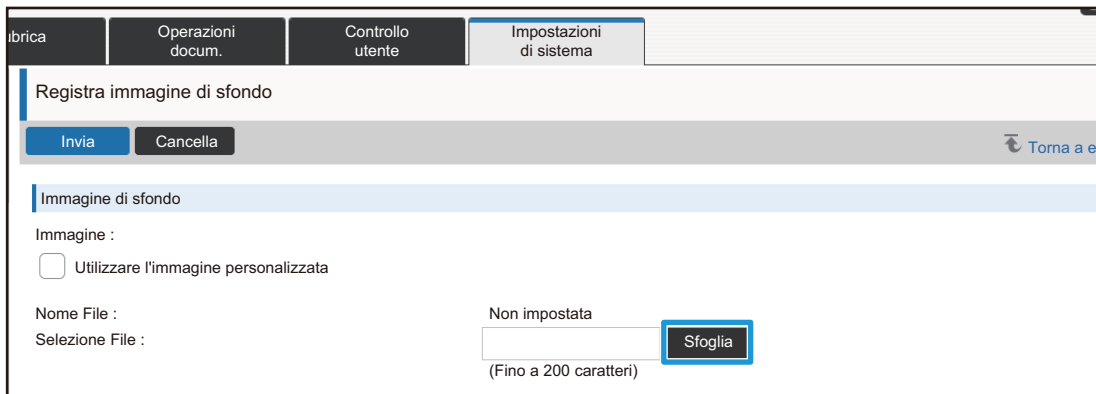 ubrica
Operazioni
docum.
Controllo
utente
Impostazioni
di sistema
Registra immagine di sfondo
Invia
Cancella
Torna a e
Immagine di sfondo
Immagine :
Utilizzare l'immagine personalizzata
Nome File :
Non impostata
Selezione File :
Sfoglia
(Fino a 200 caratteri)